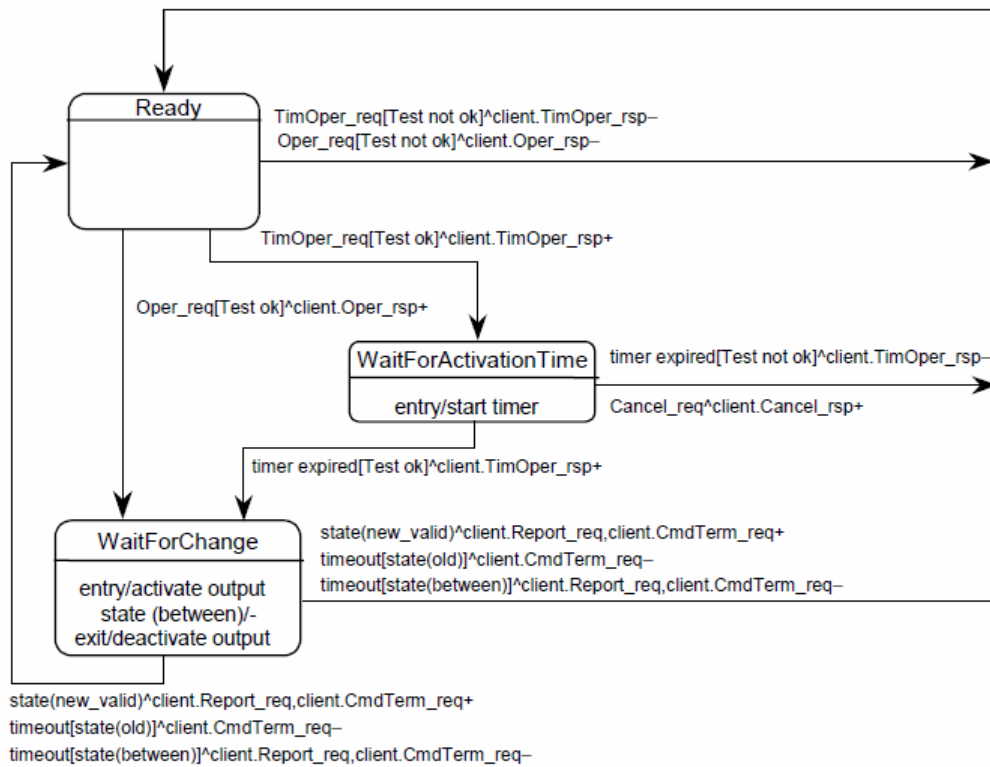 Ready
TimOper_req[Test not ok]^client.TimOper_rsp–
Oper_req[Test not ok]^client.Oper_rsp–
TimOper_req[Test ok]^client.TimOper_rsp+
Oper_req[Test ok]^client.Oper_rsp+
WaitForActivationTime
entry/start timer
timer expired[Test not ok]^client.TimOper_rsp–
Cancel_req^client.Cancel_rsp+
timer expired[Test ok]^client.TimOper_rsp+
WaitForChange
entry/activate output
state (between)/-
exit/deactivate output
state(new_valid)^client.Report_req,client.CmdTerm_req+
timeout[state(old)]^client.CmdTerm_req–
timeout[state(between)]^client.Report_req,client.CmdTerm_req–
state(new_valid)^client.Report_req,client.CmdTerm_req+
timeout[state(old)]^client.CmdTerm_req–
timeout[state(between)]^client.Report_req,client.CmdTerm_req–